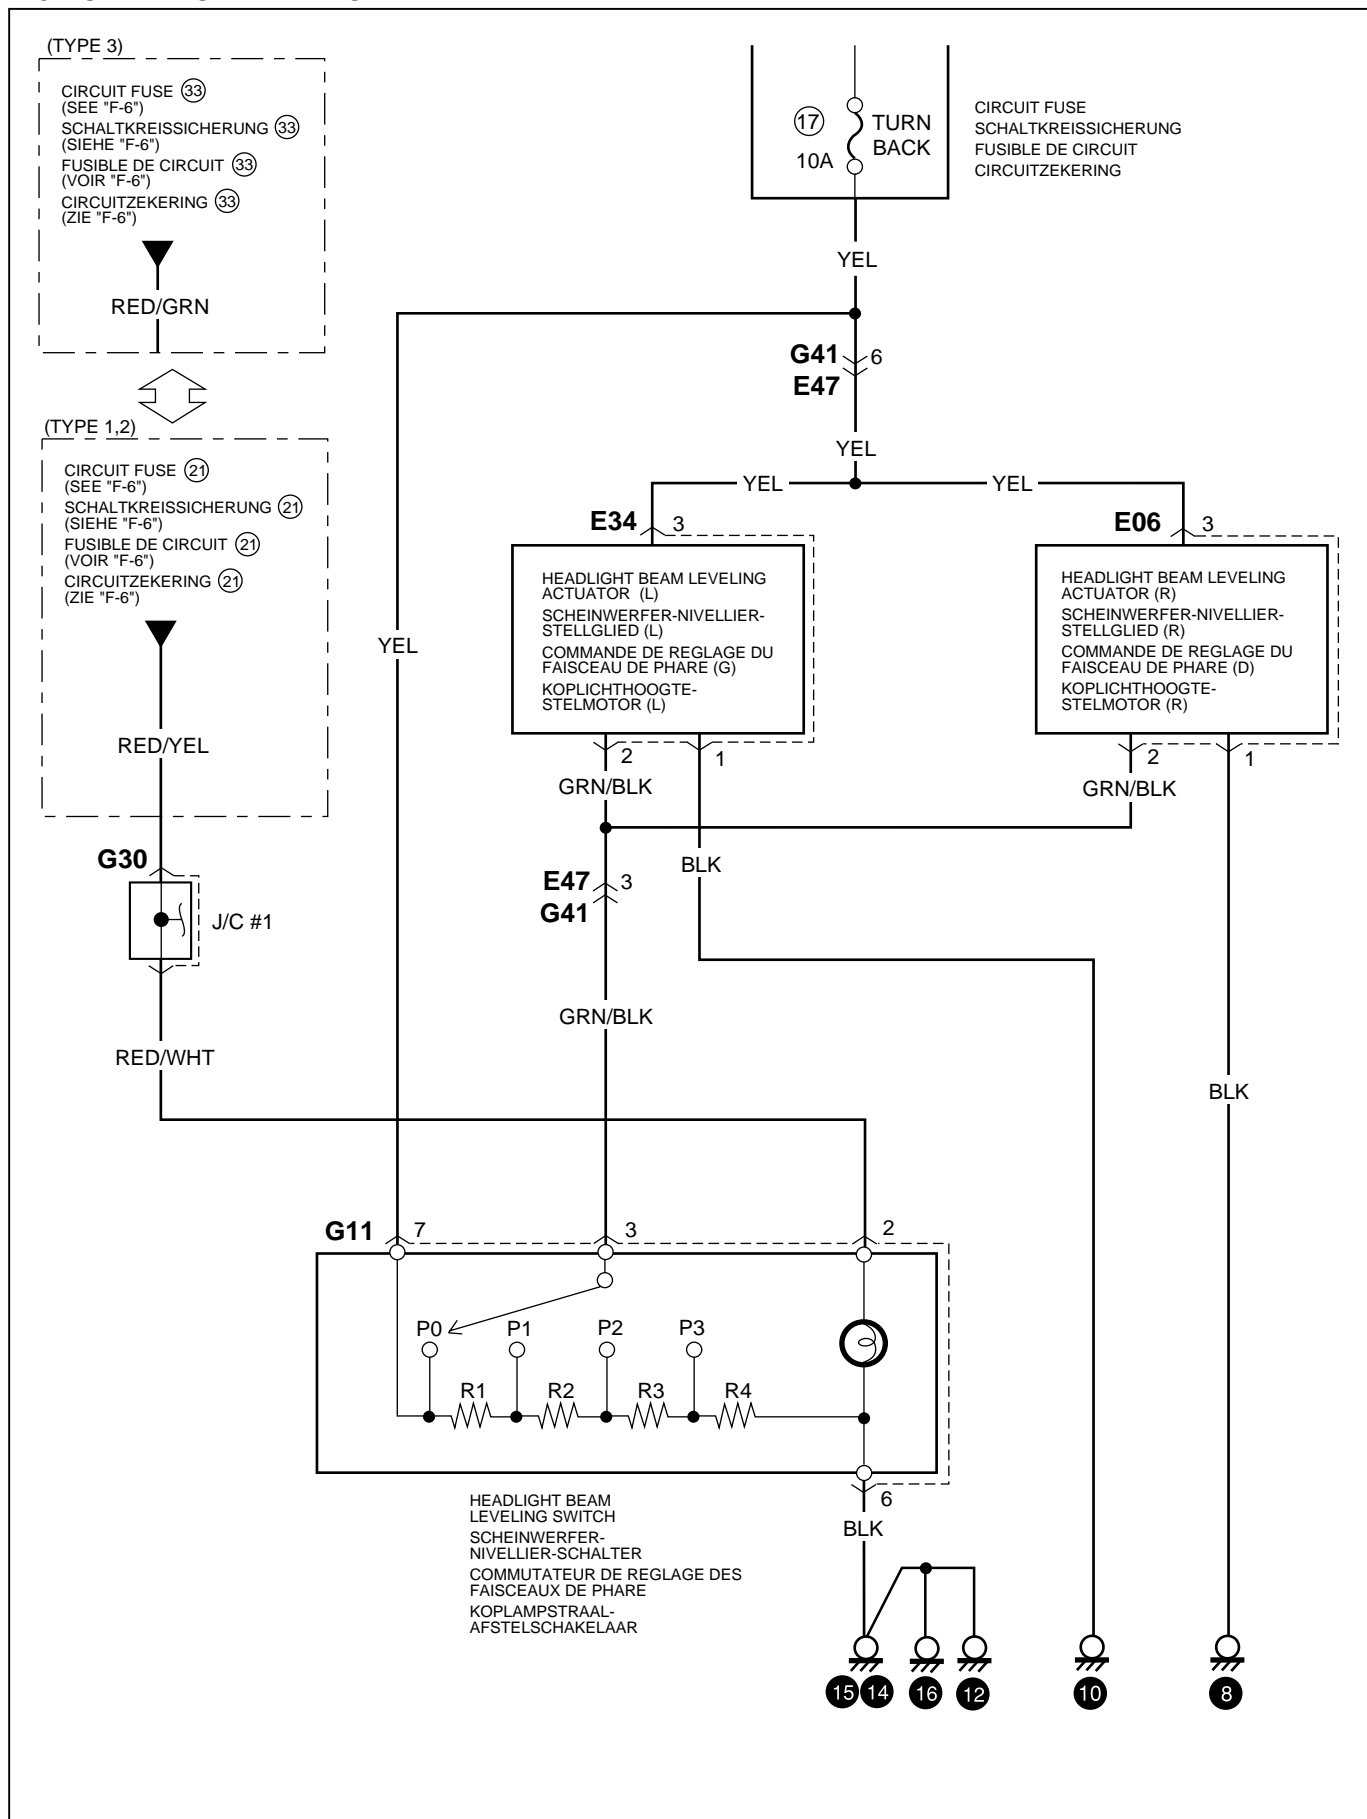 (TYPE 3)
CIRCUIT FUSE 33
(SEE "F-6")
SCHALTKREISSICHERUNG 33
(SIEHE "F-6")
FUSIBLE DE CIRCUIT 33
(VOIR "F-6")
CIRCUITZEKERING 33
(ZIE "F-6")
RED/GRN
17
10A
TURN
BACK
CIRCUIT FUSE
SCHALTKREISSICHERUNG
FUSIBLE DE CIRCUIT
CIRCUITZEKERING
YEL
G41
6
E47
YEL
(TYPE 1,2)
CIRCUIT FUSE 21
(SEE "F-6")
SCHALTKREISSICHERUNG 21
(SIEHE "F-6")
FUSIBLE DE CIRCUIT 21
(VOIR "F-6")
CIRCUITZEKERING 21
(ZIE "F-6")
RED/YEL
YEL
YEL
YEL
E34
3
HEADLIGHT BEAM LEVELING
ACTUATOR (L)
SCHEINWERFER-NIVELLIER-
STELLGLIED (L)
COMMANDE DE REGLAGE DU
FAISCEAU DE PHARE (G)
KOPLICHTHOOGTE-
STELMOTOR (L)
E06
3
HEADLIGHT BEAM LEVELING
ACTUATOR (R)
SCHEINWERFER-NIVELLIER-
STELLGLIED (R)
COMMANDE DE REGLAGE DU
FAISCEAU DE PHARE (D)
KOPLICHTHOOGTE-
STELMOTOR (R)
2
1
GRN/BLK
2
1
GRN/BLK
BLK
G30
J/C #1
E47
3
G41
GRN/BLK
RED/WHT
BLK
G11
7
3
2
P0
P1
P2
P3
R1
R2
R3
R4
6
BLK
HEADLIGHT BEAM
LEVELING SWITCH
SCHEINWERFER-
NIVELLIER-SCHALTER
COMMUTATEUR DE REGLAGE DES
FAISCEAUX DE PHARE
KOPLAMPSTRAAL-
AFSTELSCHAKELAAR
15
14
16
12
10
8